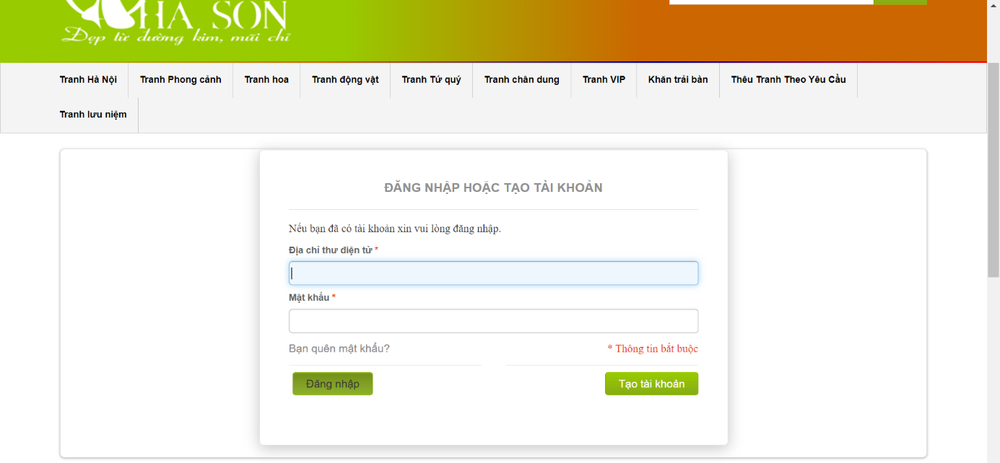 HA SON
Đẹp từ đường kim, mũi chỉ
Tranh Hà Nội Tranh Phong cảnh Tranh hoa Tranh động vật Tranh Tứ quý Tranh chân dung Tranh VIP Khăn trải bàn Thêu Tranh Theo Yêu Cầu
Tranh lưu niệm
ĐĂNG NHẬP HOẶC TẠO TÀI KHOẢN
Nếu bạn đã có tài khoản xin vui lòng đăng nhập.
Địa chỉ thư điện tử *
Mật khẩu *
Bạn quên mật khẩu? * Thông tin bắt buộc
Đăng nhập Tạo tài khoản